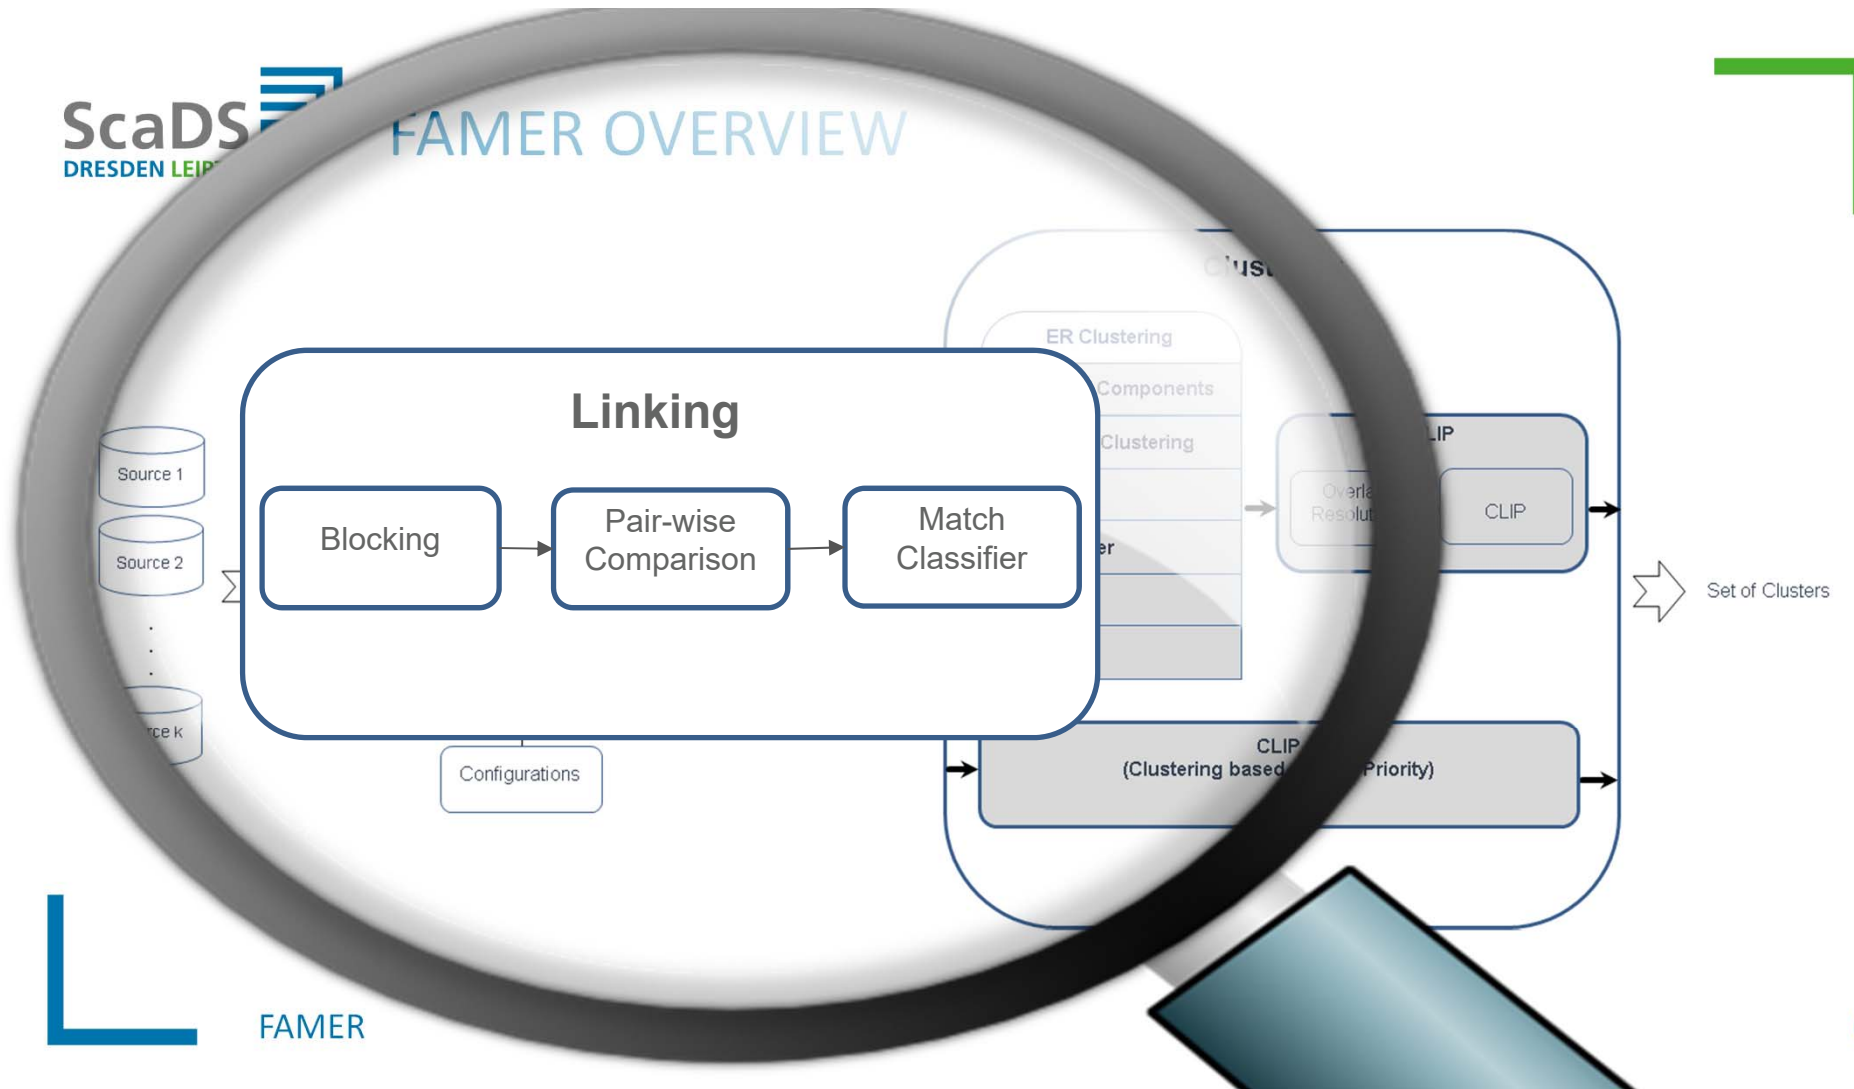 ScaDS
DRESDEN
FAMER OVERVIEW
ER Clustering
Components
Clustering
Linking
Blocking
Pair-wise
Comparison
Match
Classifier
Source 1
Source 2
k
Configurations
CLIP
Set of Clusters
CLIP
(Clustering based
Priority)
FAMER